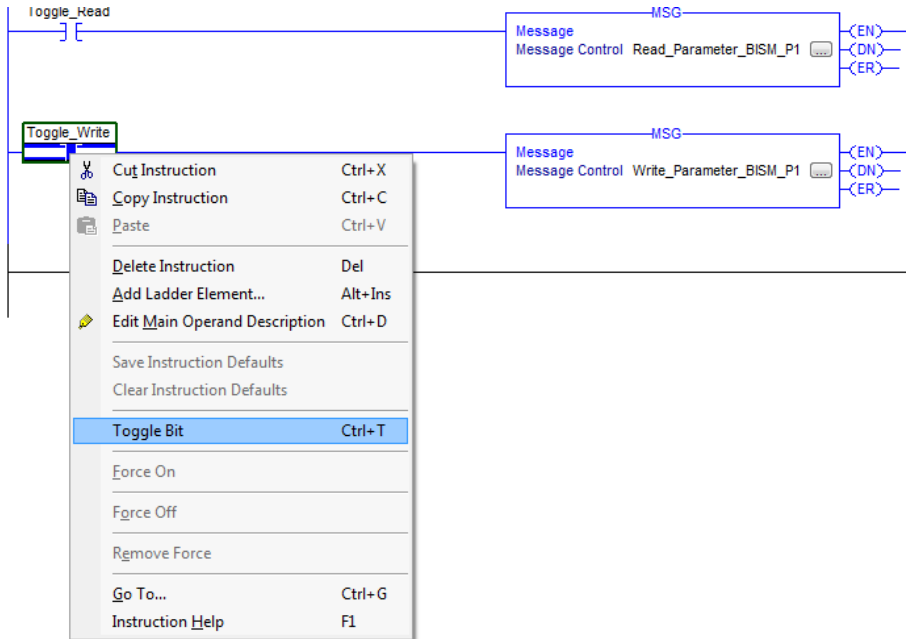 Toggle_Read
MSG
Message
Message Control Read_Parameter_BISM_P1 ...
EN
DN
ER
Toggle_Write
MSG
Message
Message Control Write_Parameter_BISM_P1 ...
EN
DN
ER
Cut Instruction Ctrl+X
Copy Instruction Ctrl+C
Paste Ctrl+V
Delete Instruction Del
Add Ladder Element... Alt+Ins
Edit Main Operand Description Ctrl+D
Save Instruction Defaults
Clear Instruction Defaults
Toggle Bit Ctrl+T
Force On
Force Off
Remove Force
Go To... Ctrl+G
Instruction Help F1